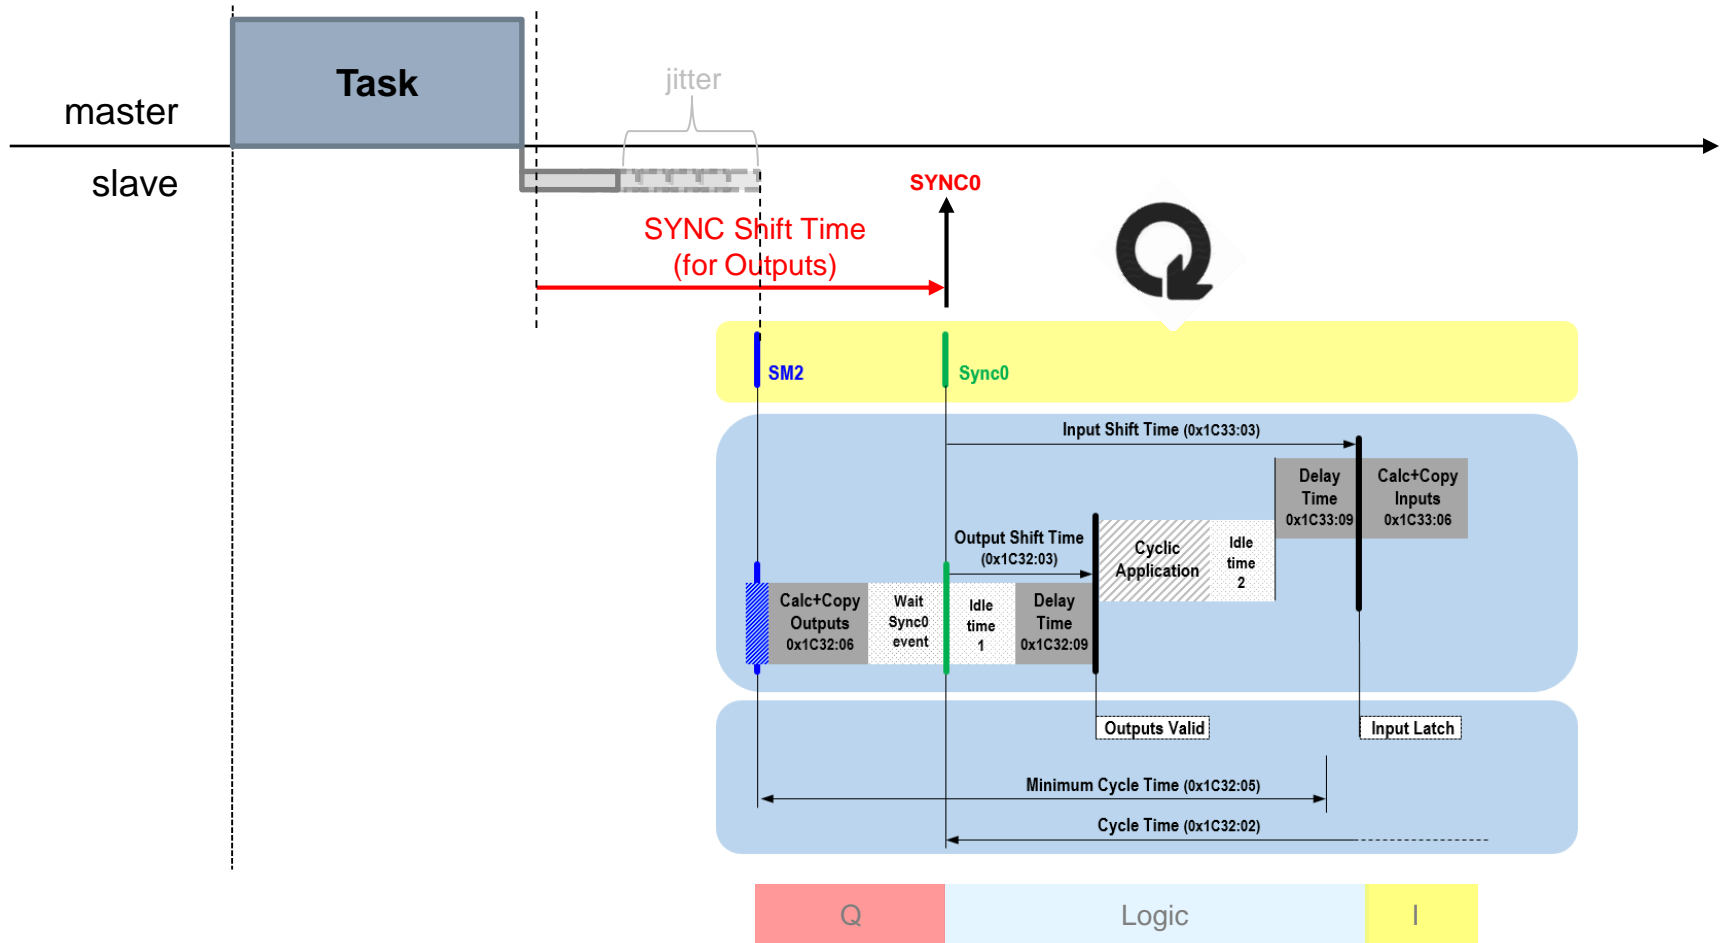 Task
jitter
master
slave
SYNC0
SYNC Shift Time
(for Outputs)
SM2
Sync0
Input Shift Time (0x1C33:03)
Delay
Time
0x1C33:09
Calc+Copy
Inputs
0x1C33:06
Output Shift Time
(0x1C32:03)
Cyclic
Application
Idle
time
2
Calc+Copy
Outputs
0x1C32:06
Wait
Sync0
event
Idle
time
1
Delay
Time
0x1C32:09
Outputs Valid
Input Latch
Minimum Cycle Time (0x1C32:05)
Cycle Time (0x1C32:02)
Q
Logic
I